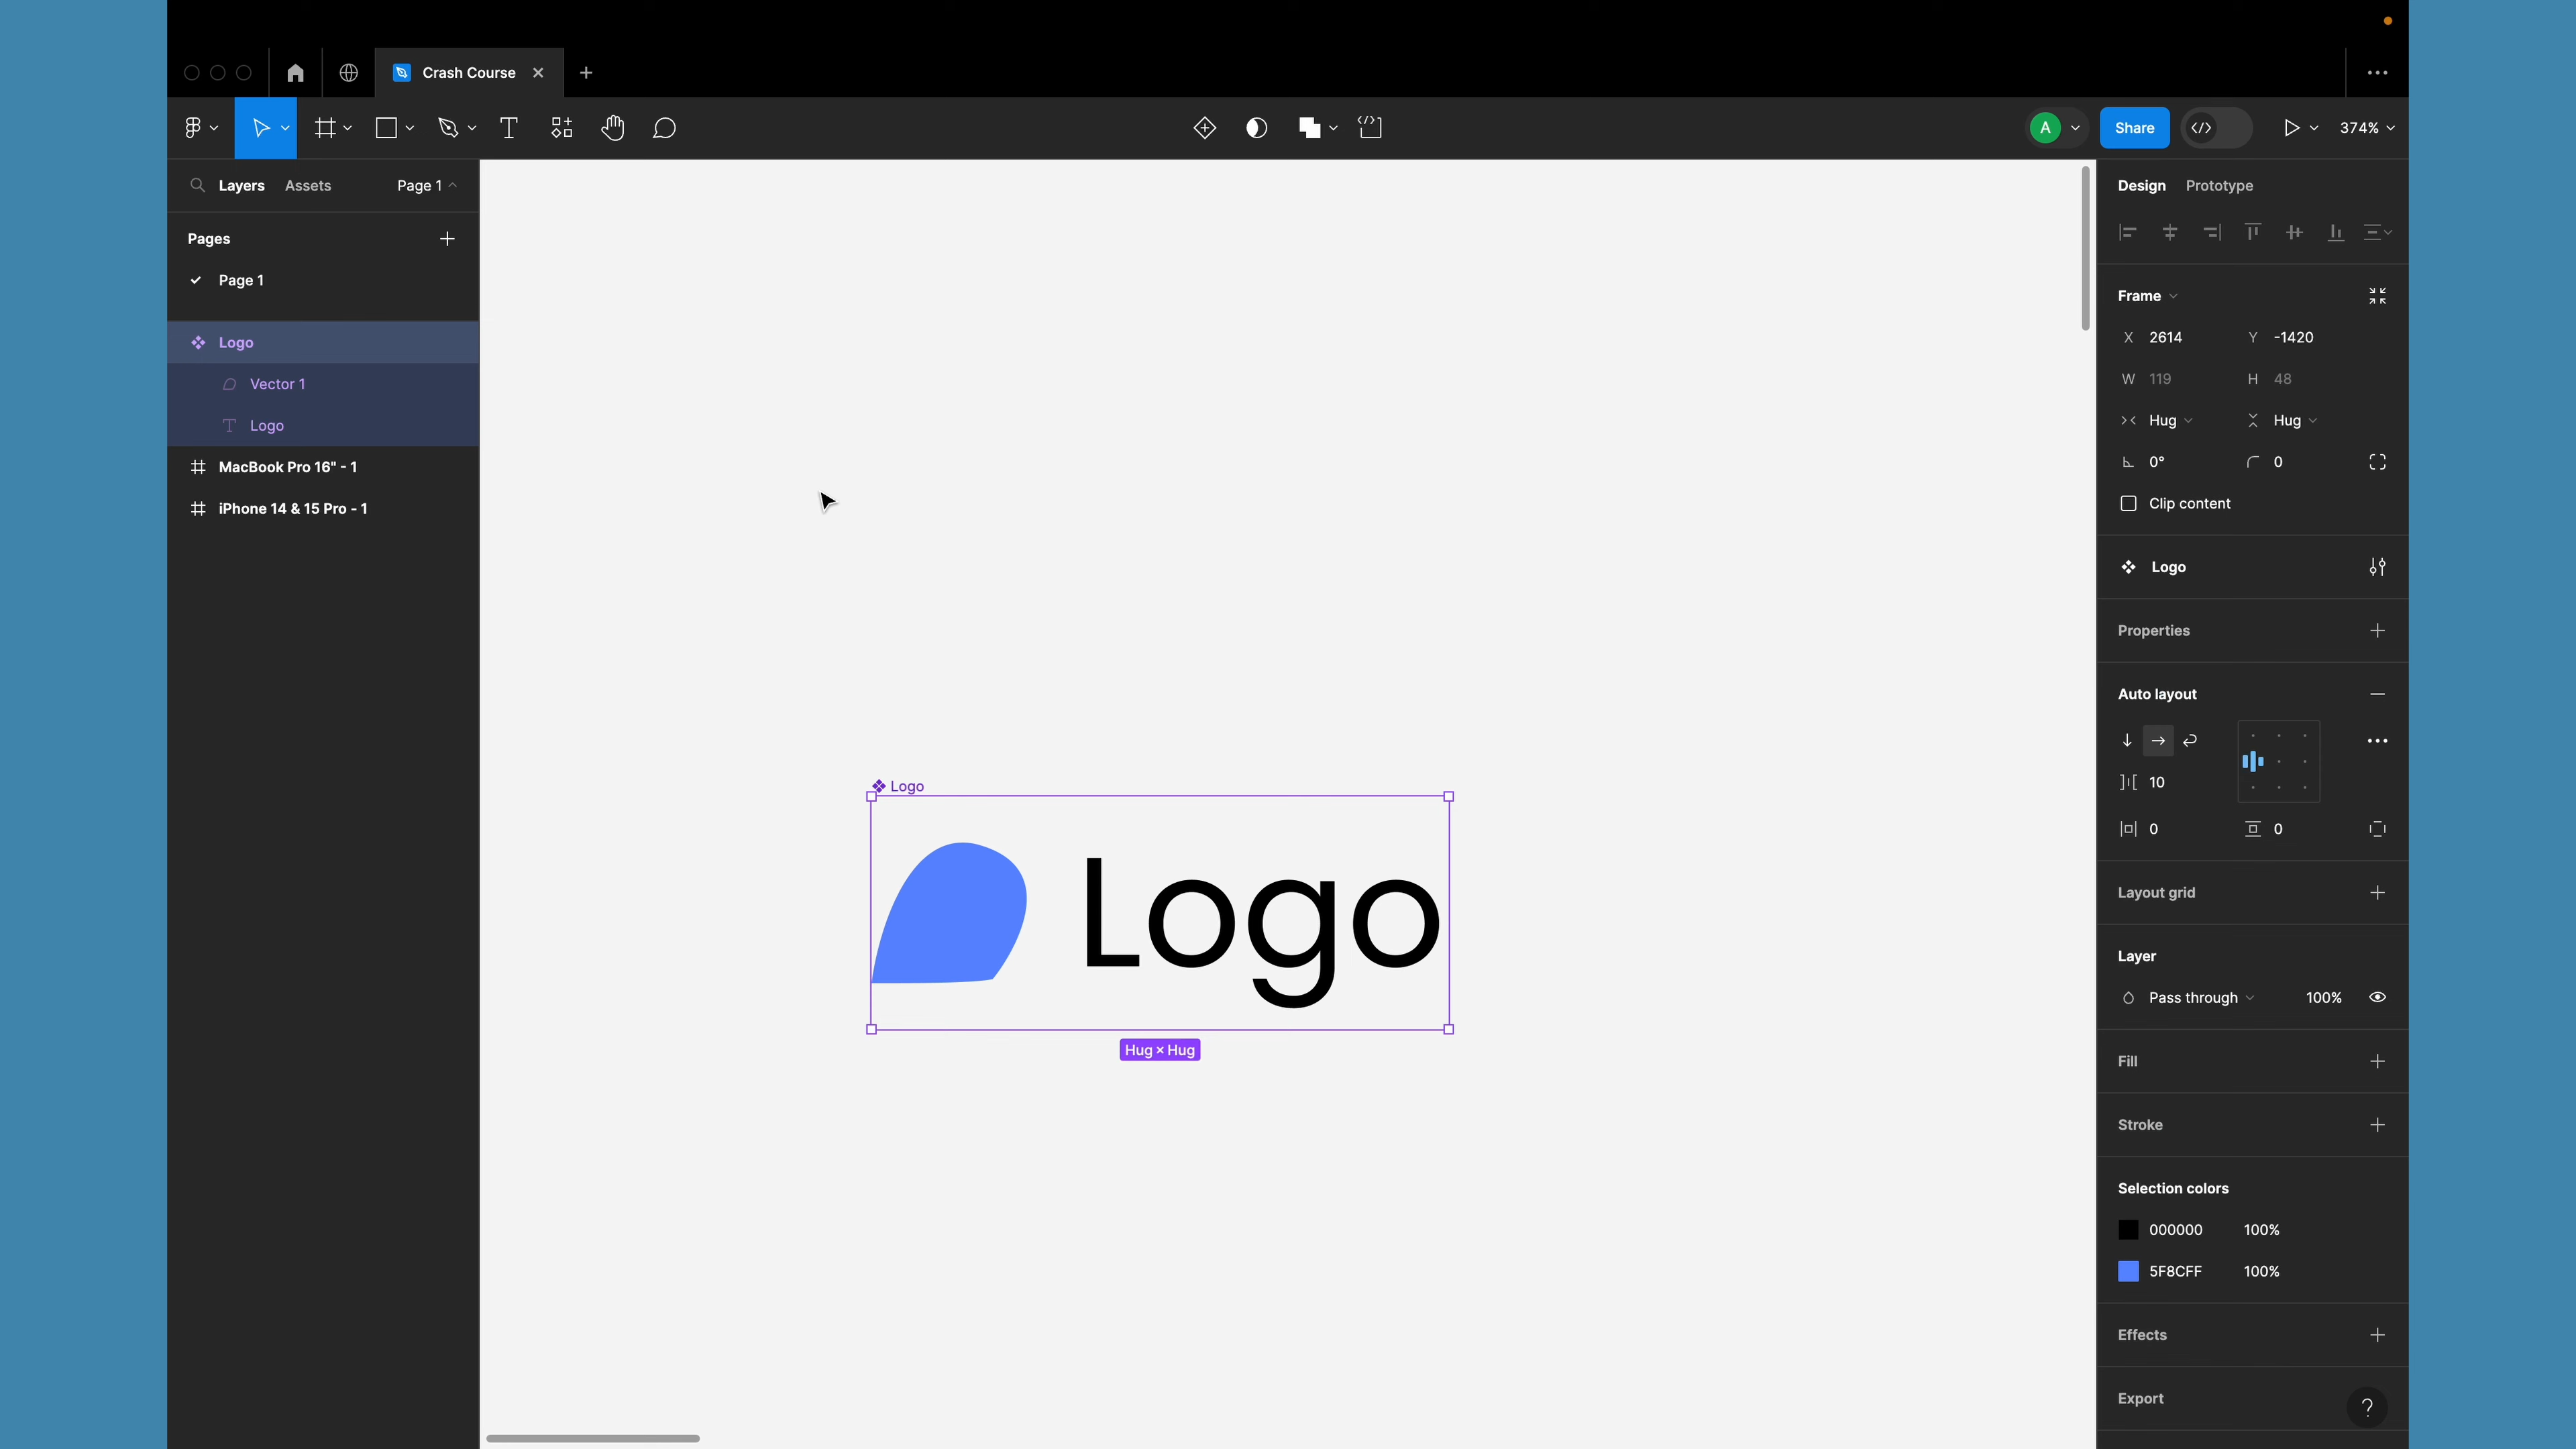 Crash Course
A
Share
374%
Layers Assets Page 1
Pages
Page 1
Logo
Vector 1
Logo
MacBook Pro 16" - 1
iPhone 14 & 15 Pro - 1
Logo
Logo
Hug × Hug
Design Prototype
Frame
X 2614 Y -1420
W 119 H 48
Hug Hug
0° 0
Clip content
Logo
Properties
Auto layout
10
0 0
Layout grid
Layer
Pass through 100%
Fill
Stroke
Selection colors
000000 100%
5F8CFF 100%
Effects
Export
?